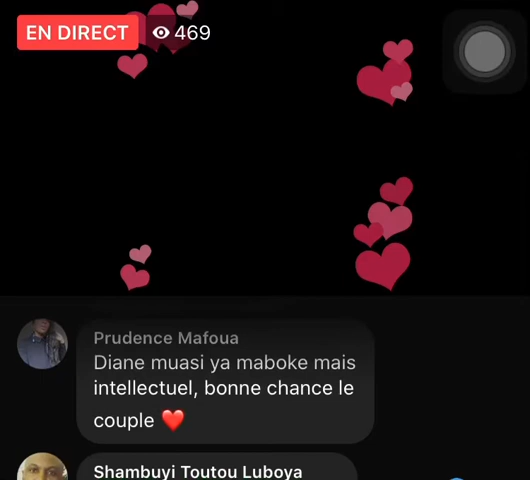 EN DIRECT 469
Prudence Mafoua
Diane muasi ya maboke mais
intellectuel, bonne chance le
couple ❤️
Shambuyi Toutou Luboya